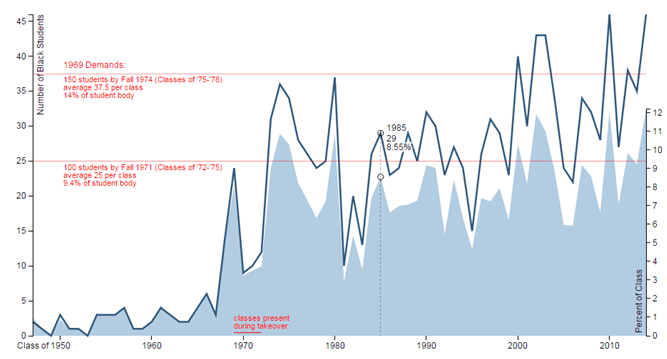 45
40
35
30
25
20
15
10
5
0
Number of Black Students
1969 Demands:
150 students by Fall 1974 (Classes of '75-'78)
average 37.5 per class
14% of student body
100 students by Fall 1971 (Classes of '72-'75)
average 25 per class
9.4% of student body
1985
29
8.55%
classes present
during takeover
12
11
10
9
8
7
6
5
4
3
2
1
0
Percent of Class
Class of 1950
1960
1970
1980
1990
2000
2010